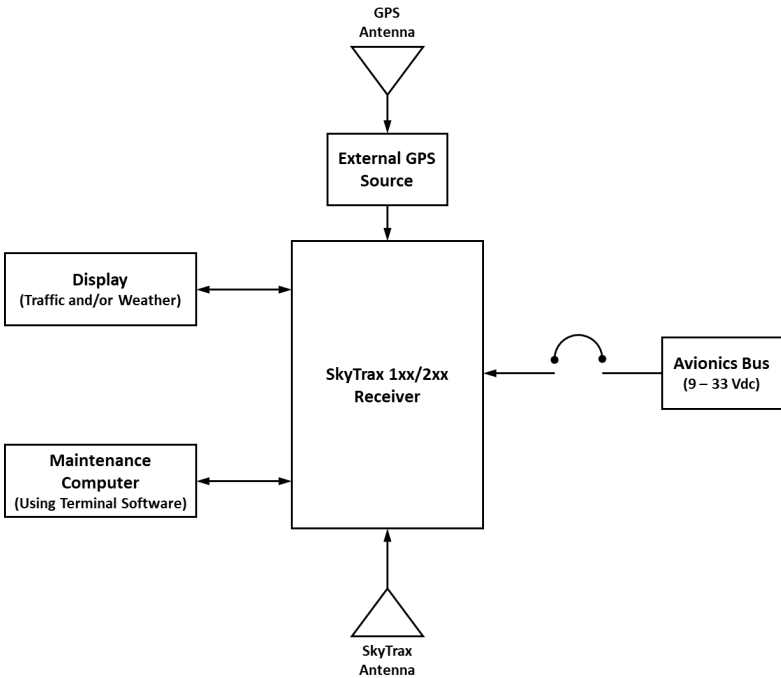 GPS
Antenna
External GPS
Source
Display
(Traffic and/or Weather)
SkyTrax 1xx/2xx
Receiver
Avionics Bus
(9 – 33 Vdc)
Maintenance
Computer
(Using Terminal Software)
SkyTrax
Antenna